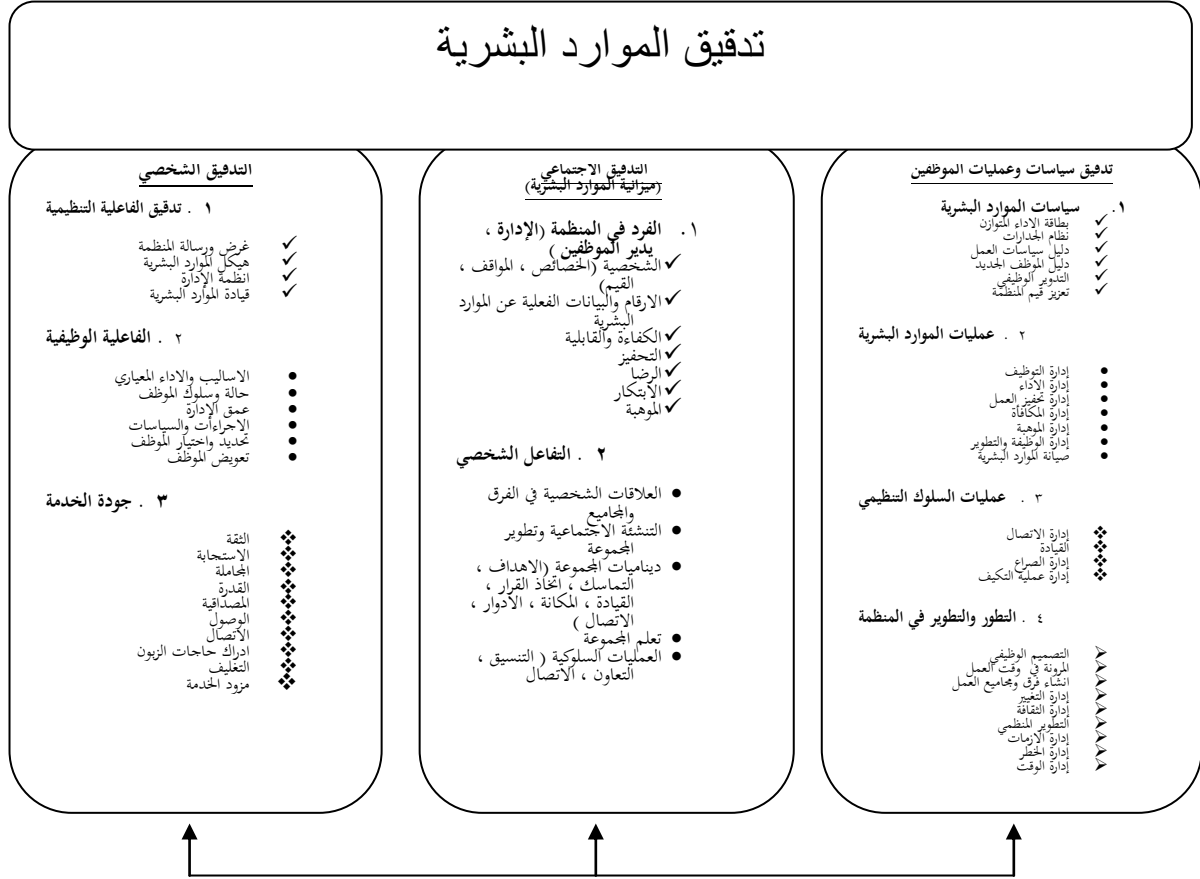 تدقيق الموارد البشرية
تدقيق سياسات وعمليات الموظفين
١. سياسات الموارد البشرية
✓ بطاقة الاداء المتوازن
✓ نظام الجدارات
✓ دليل سياسات العمل
✓ دليل الموظف الجديد
✓ التدوير الوظيفي
✓ تعزيز قيم المنظمة
٢ . عمليات الموارد البشرية
● إدارة التوظيف
● إدارة الاداء
● إدارة تحفيز العمل
● إدارة المكافأة
● إدارة الموهبة
● إدارة الوظيفة والتطوير
● صيانة الموارد البشرية
٣ . عمليات السلوك التنظيمي
❖ إدارة الاتصال
❖ القيادة
❖ إدارة الصراع
❖ إدارة عملية التكيف
٤ . التطور والتطوير في المنظمة
➢ التصميم الوظيفي
➢ المرونة في وقت العمل
➢ انشاء فرق ومجاميع العمل
➢ إدارة التغيير
➢ إدارة الثقافة
➢ التطوير المنظمي
➢ إدارة الازمات
➢ إدارة الخطر
➢ إدارة الوقت
التدقيق الاجتماعي
(ميزانية الموارد البشرية)
١. الفرد في المنظمة (الإدارة ،
يدير الموظفين )
✓ الشخصية (الخصائص ، المواقف ،
القيم)
✓ الارقام والبيانات الفعلية عن الموارد
البشرية
✓ الكفاءة والقابلية
✓ التحفيز
✓ الرضا
✓ الابتكار
✓ الموهبة
٢ . التفاعل الشخصي
● العلاقات الشخصية في الفرق
والمجاميع
● التنشئة الاجتماعية وتطوير
المجموعة
● ديناميات المجموعة (الاهداف ،
التماسك ، اتخاذ القرار ،
القيادة ، المكانة ، الادوار ،
الاتصال )
● تعلم المجموعة
● العمليات السلوكية ( التنسيق ،
التعاون ، الاتصال
التدقيق الشخصي
١ . تدقيق الفاعلية التنظيمية
✓ غرض ورسالة المنظمة
✓ هيكل الموارد البشرية
✓ انظمة الإدارة
✓ قيادة الموارد البشرية
٢ . الفاعلية الوظيفية
● الاساليب والاداء المعياري
● حالة وسلوك الموظف
● عمق الإدارة
● الاجراءات والسياسات
● تحديد واختيار الموظف
● تعويض الموظف
٣ . جودة الخدمة
❖ الثقة
❖ الاستجابة
❖ المجاملة
❖ القدرة
❖ المصداقية
❖ الوصول
❖ الاتصال
❖ ادراك حاجات الزبون
❖ التغليف
❖ مزود الخدمة